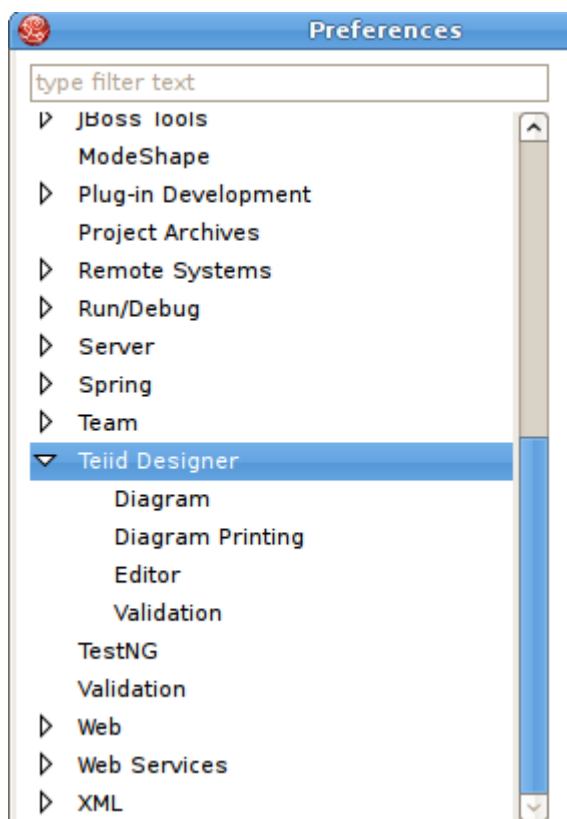 Preferences
type filter text
JBoss Tools
ModeShape
Plug-in Development
Project Archives
Remote Systems
Run/Debug
Server
Spring
Team
Teiid Designer
Diagram
Diagram Printing
Editor
Validation
TestNG
Validation
Web
Web Services
XML